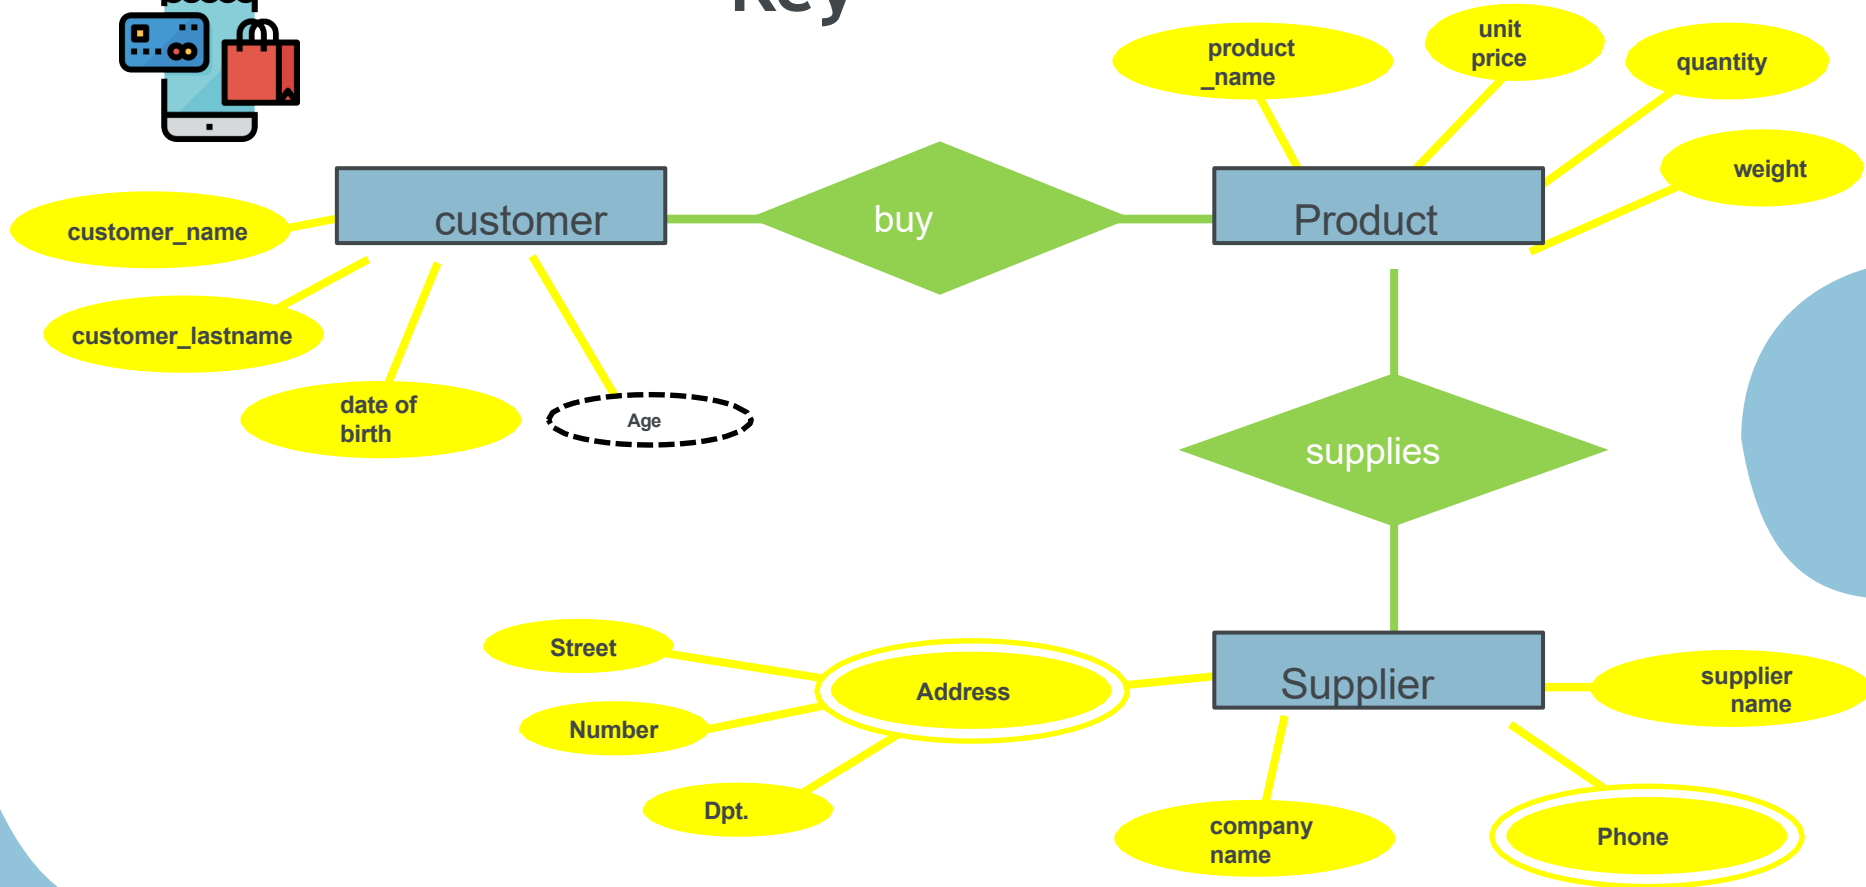 Key
product
_name
unit
price
quantity
weight
customer
buy
Product
customer_name
customer_lastname
date of
birth
Age
supplies
Street
Address
Supplier
supplier
name
Number
Dpt.
company
name
Phone